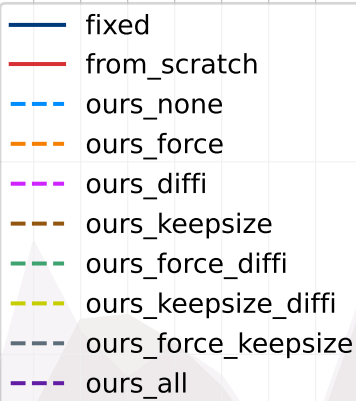 fixed
from_scratch
ours_none
ours_force
ours_diffi
ours_keepsize
ours_force_diffi
ours_keepsize_diffi
ours_force_keepsize
ours_all